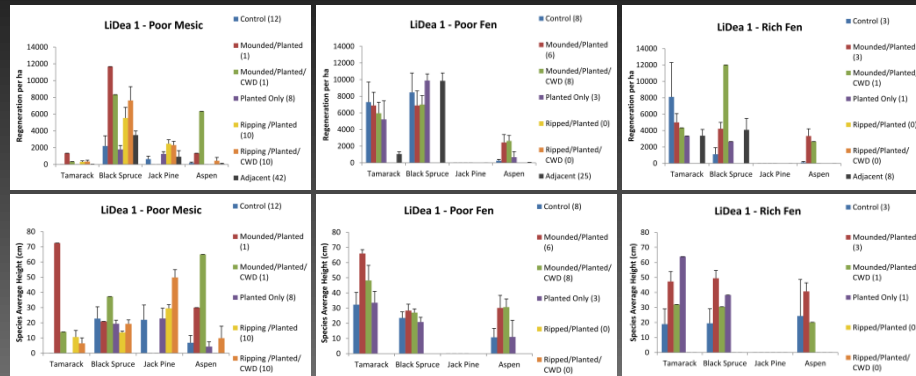 LiDea 1 - Poor Mesic
Regeneration per ha
14000
12000
10000
8000
6000
4000
2000
0
Tamarack Black Spruce Jack Pine Aspen
Control (12)
Mounded/Planted
(1)
Mounded/Planted/
CWD (1)
Planted Only (8)
Ripping /Planted
(10)
Ripping /Planted/
CWD (10)
Adjacent (42)
LiDea 1 - Poor Fen
Regeneration per ha
14000
12000
10000
8000
6000
4000
2000
0
Tamarack Black Spruce Jack Pine Aspen
Control (8)
Mounded/Planted
(6)
Mounded/Planted/
CWD (8)
Planted Only (3)
Ripped/Planted
(0)
Ripped/Planted/
CWD (0)
Adjacent (25)
LiDea 1 - Rich Fen
Regeneration per ha
14000
12000
10000
8000
6000
4000
2000
0
Tamarack Black Spruce Jack Pine Aspen
Control (3)
Mounded/Planted
(3)
Mounded/Planted/
CWD (1)
Planted Only (1)
Ripped/Planted (0)
Ripped/Planted/
CWD (0)
Adjacent (8)
LiDea 1 - Poor Mesic
Species Average Height (cm)
80
70
60
50
40
30
20
10
0
Tamarack Black Spruce Jack Pine Aspen
Control (12)
Mounded/Planted
(1)
Mounded/Planted/
CWD (1)
Planted Only (8)
Ripping /Planted
(10)
Ripping /Planted/
CWD (10)
LiDea 1 - Poor Fen
Species Average Height (cm)
80
70
60
50
40
30
20
10
0
Tamarack Black Spruce Jack Pine Aspen
Control (8)
Mounded/Planted
(6)
Mounded/Planted/
CWD (8)
Planted Only (3)
Ripped/Planted (0)
Ripped/Planted/
CWD (0)
LiDea 1 - Rich Fen
Species Average Height (cm)
80
70
60
50
40
30
20
10
0
Tamarack Black Spruce Jack Pine Aspen
Control (3)
Mounded/Planted
(3)
Mounded/Planted/
CWD (1)
Planted Only (1)
Ripped/Planted (0)
Ripped/Planted/
CWD (0)